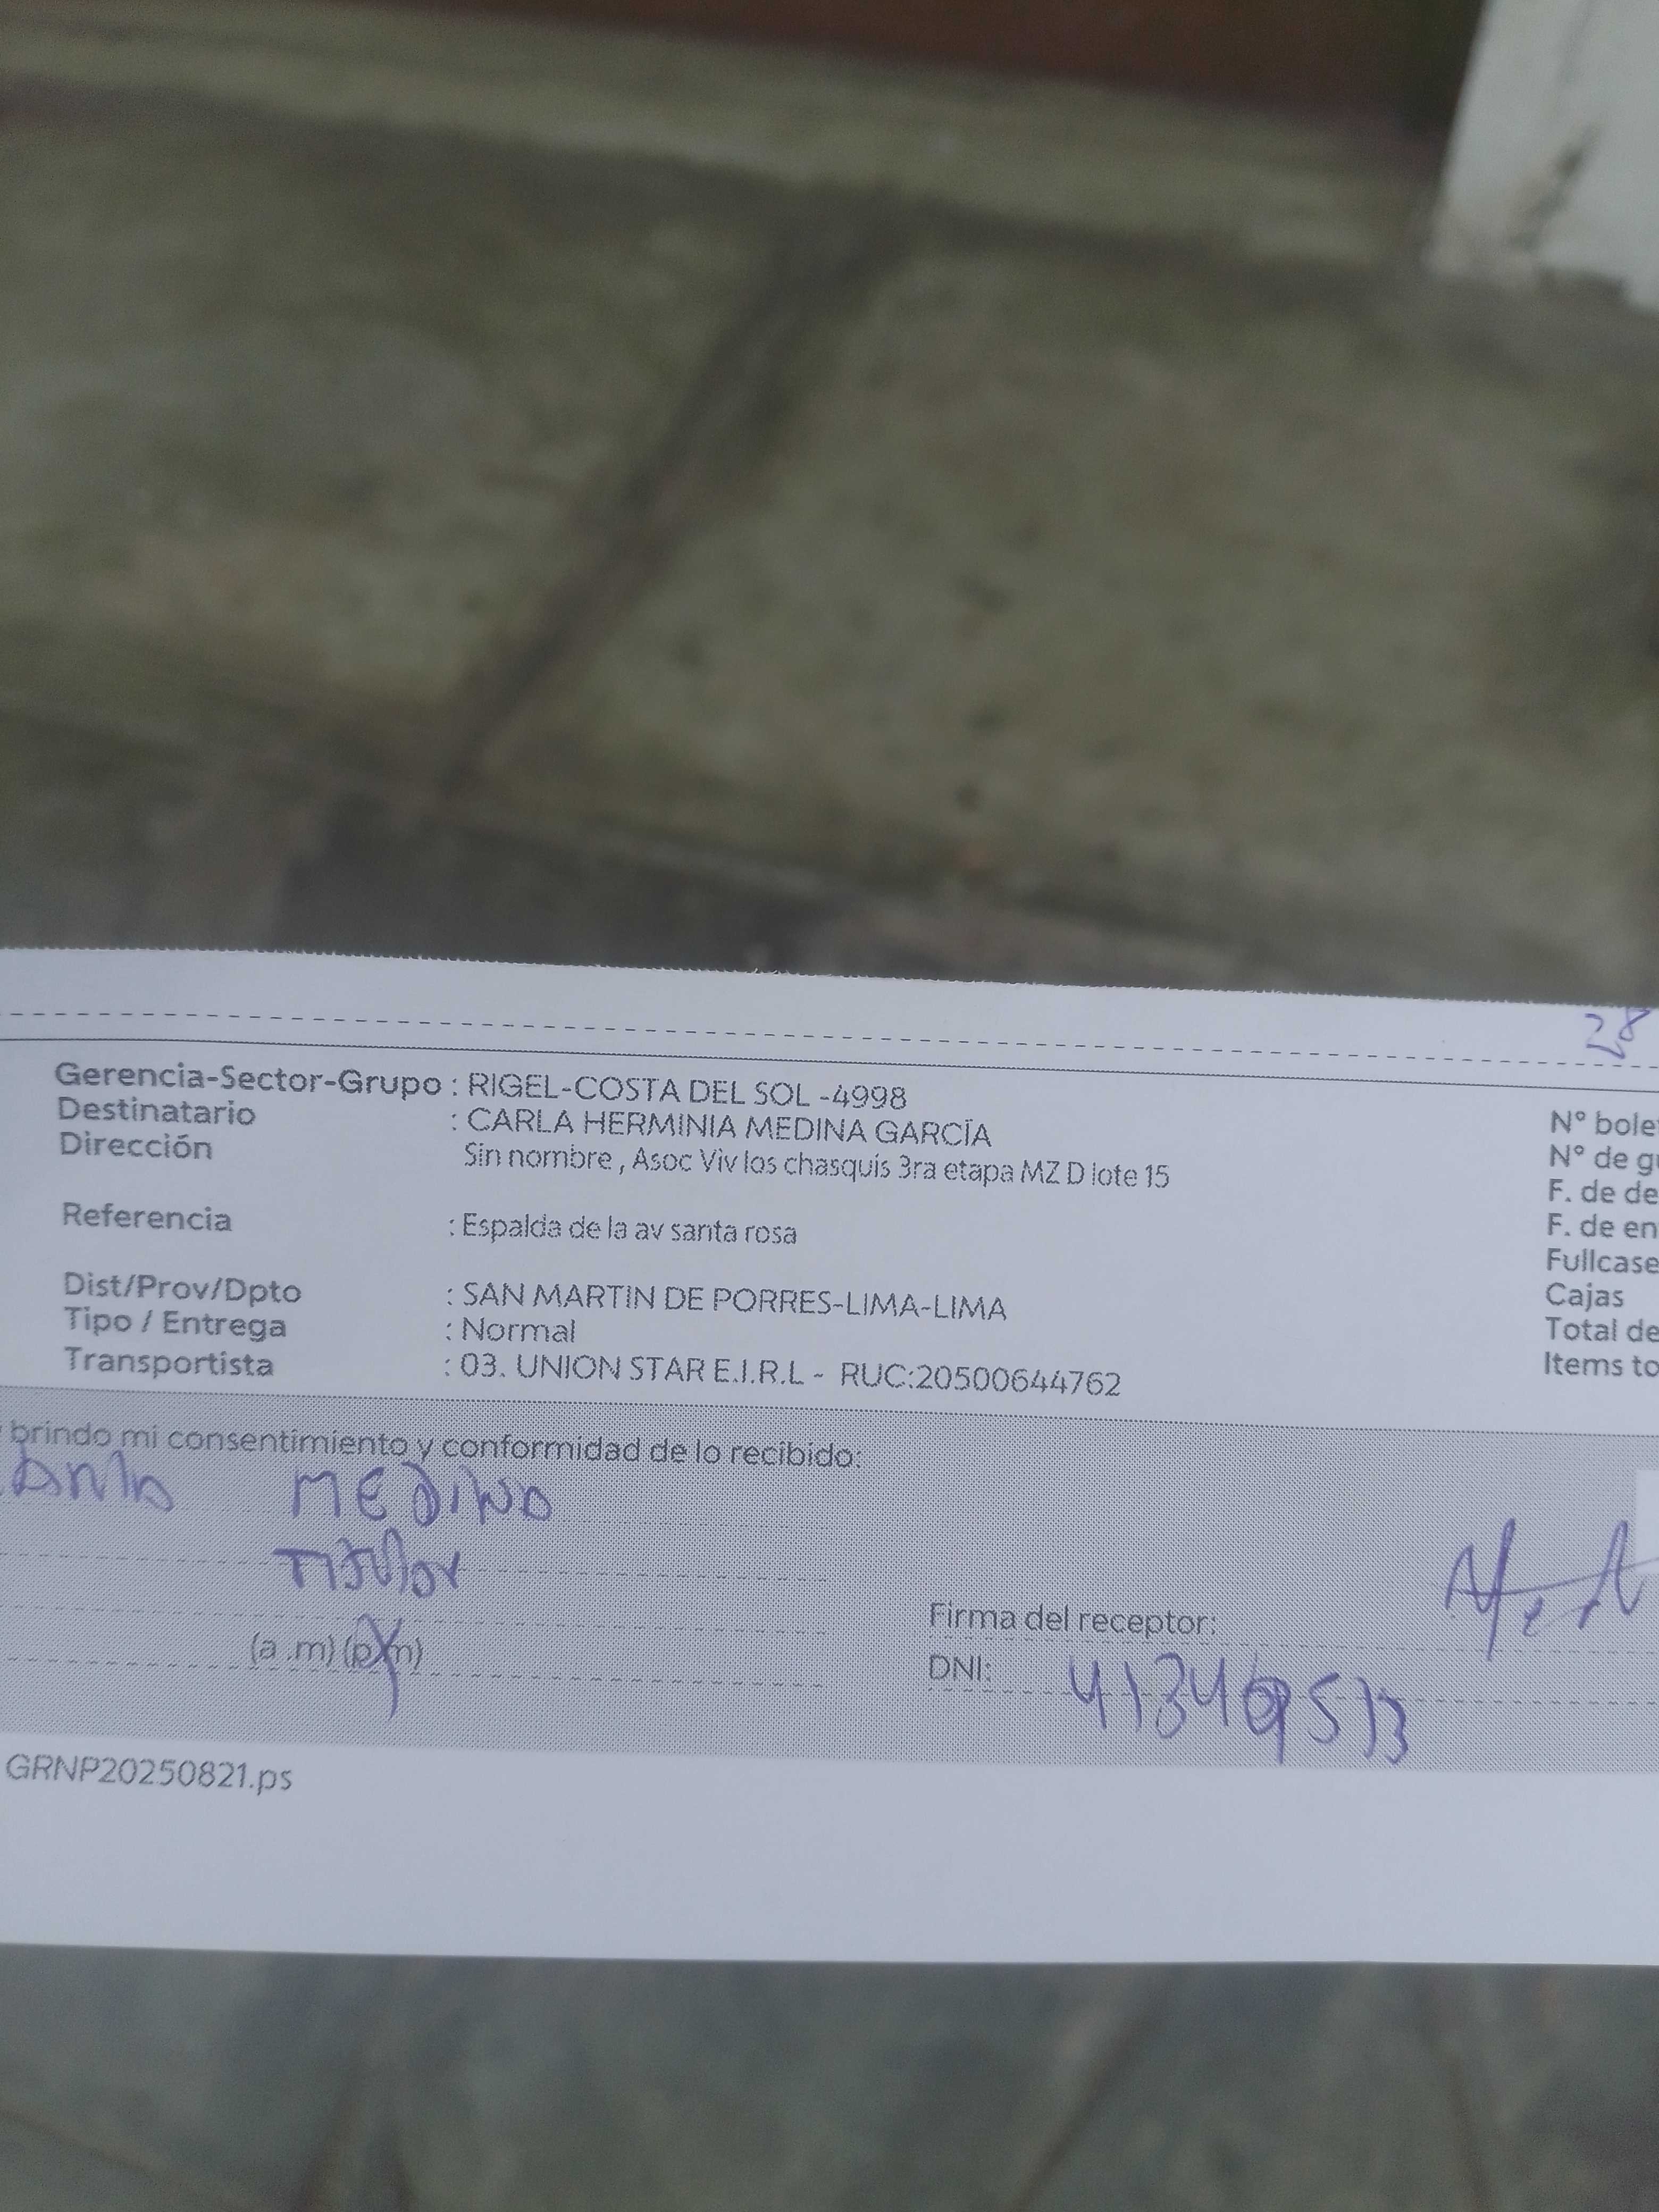 28
Gerencia-Sector-Grupo : RIGEL-COSTA DEL SOL -4998
Destinatario : CARLA HERMINIA MEDINA GARCÍA
Dirección Sin nombre , Asoc Viv los chasquis 3ra etapa MZ D lote 15
Referencia : Espalda de la av santa rosa
Dist/Prov/Dpto : SAN MARTIN DE PORRES-LIMA-LIMA
Tipo / Entrega : Normal
Transportista : 03. UNION STAR E.I.R.L - RUC:20500644762
N° bole
N° de g
F. de de
F. de en
Fullcase
Cajas
Total de
Items to
brindo mi consentimiento y conformidad de lo recibido:
MEDINA
Titular
(a .m) (p.m)
Firma del receptor:
DNI:
GRNP20250821.ps